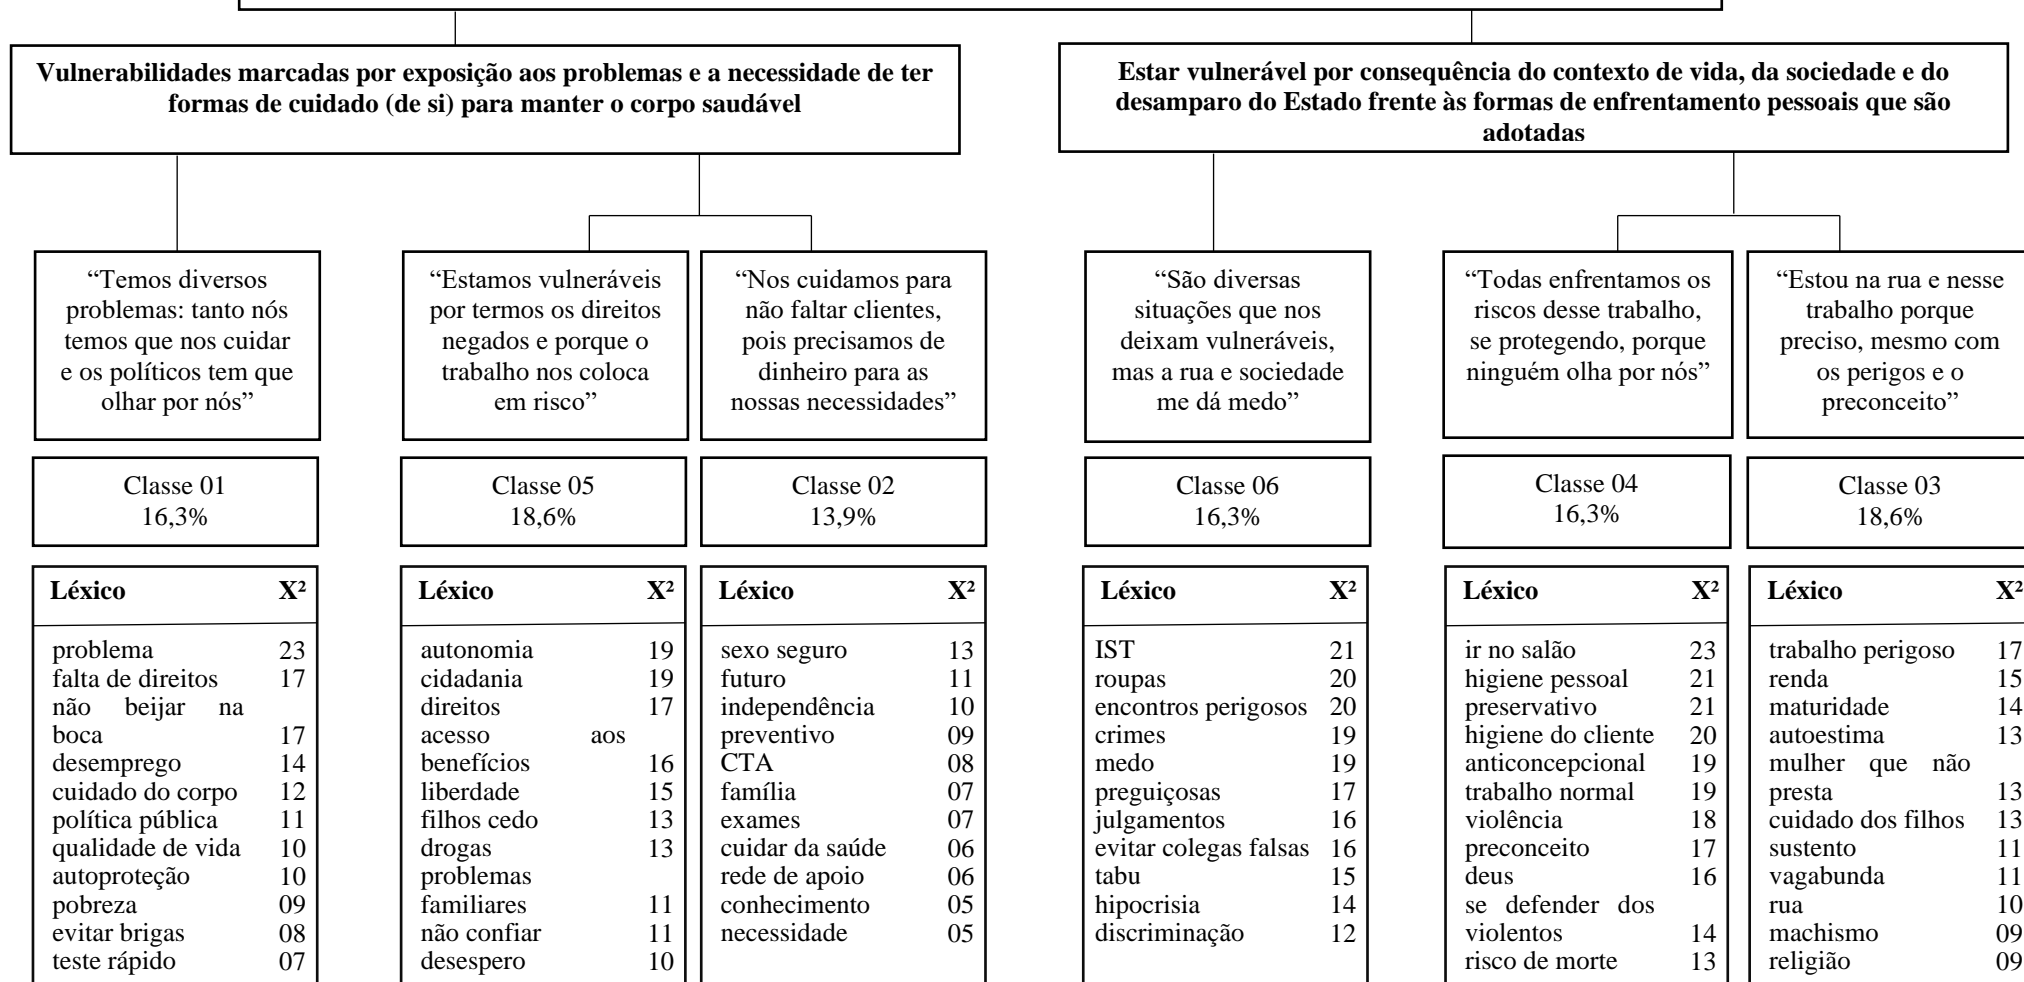 Vulnerabilidades marcadas por exposição aos problemas e a necessidade de ter
formas de cuidado (de si) para manter o corpo saudável
Estar vulnerável por consequência do contexto de vida, da sociedade e do
desamparo do Estado frente às formas de enfrentamento pessoais que são
adotadas
“Temos diversos
problemas: tanto nós
temos que nos cuidar
e os políticos tem que
olhar por nós”
“Estamos vulneráveis
por termos os direitos
negados e porque o
trabalho nos coloca
em risco”
“Nos cuidamos para
não faltar clientes,
pois precisamos de
dinheiro para as
nossas necessidades”
“São diversas
situações que nos
deixam vulneráveis,
mas a rua e sociedade
me dá medo”
“Todas enfrentamos os
riscos desse trabalho,
se protegendo, porque
ninguém olha por nós”
“Estou na rua e nesse
trabalho porque
preciso, mesmo com
os perigos e o
preconceito”
Classe 01
16,3%
Classe 05
18,6%
Classe 02
13,9%
Classe 06
16,3%
Classe 04
16,3%
Classe 03
18,6%
Léxico X²
problema 23
falta de direitos 17
não beijar na
boca 17
desemprego 14
cuidado do corpo 12
política pública 11
qualidade de vida 10
autoproteção 10
pobreza 09
evitar brigas 08
teste rápido 07
Léxico X²
autonomia 19
cidadania 19
direitos 17
acesso aos
benefícios 16
liberdade 15
filhos cedo 13
drogas 13
problemas
familiares 11
não confiar 11
desespero 10
Léxico X²
sexo seguro 13
futuro 11
independência 10
preventivo 09
CTA 08
família 07
exames 07
cuidar da saúde 06
rede de apoio 06
conhecimento 05
necessidade 05
Léxico X²
IST 21
roupas 20
encontros perigosos 20
crimes 19
medo 19
preguiçosas 17
julgamentos 16
evitar colegas falsas 16
tabu 15
hipocrisia 14
discriminação 12
Léxico X²
ir no salão 23
higiene pessoal 21
preservativo 21
higiene do cliente 20
anticoncepcional 19
trabalho normal 19
violência 18
preconceito 17
deus 16
se defender dos
violentos 14
risco de morte 13
Léxico X²
trabalho perigoso 17
renda 15
maturidade 14
autoestima 13
mulher que não
presta 13
cuidado dos filhos 13
sustento 11
vagabunda 11
rua 10
machismo 09
religião 09